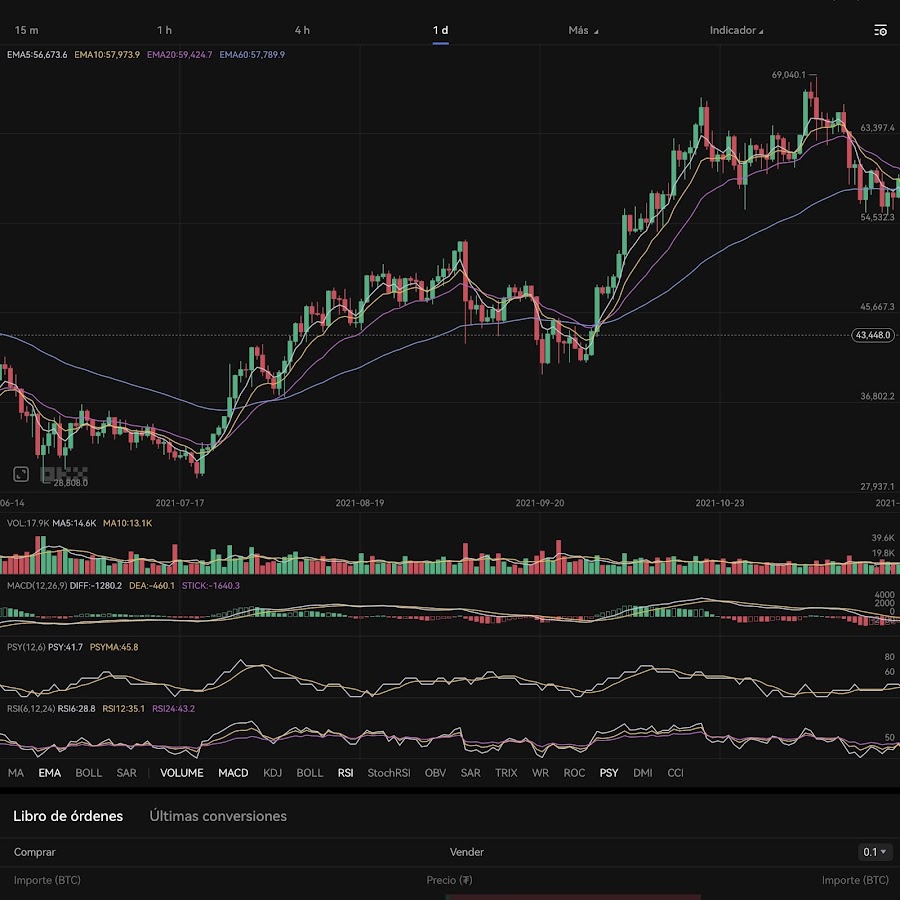 15 m 1 h 4 h 1 d Más Indicador
EMA5:56,673.6 EMA10:57,973.9 EMA20:59,424.7 EMA60:57,789.9
69,040.1
63,397.4
54,532.3
45,667.3
43,448.0
36,802.2
OKX
28,808.0
27,937.1
06-14 2021-07-17 2021-08-19 2021-09-20 2021-10-23 2021-
VOL:17.9K MA5:14.6K MA10:13.1K
39.6K
19.8K
MACD(12,26,9) DIFF:-1280.2 DEA:-460.1 STICK:-1640.3
4000
2000
0
PSY(12,6) PSY:41.7 PSYMA:45.8
80
60
RSI(6,12,24) RSI6:28.8 RSI12:35.1 RSI24:43.2
50
MA EMA BOLL SAR VOLUME MACD KDJ BOLL RSI StochRSI OBV SAR TRIX WR ROC PSY DMI CCI
Libro de órdenes Últimas conversiones
Comprar Vender 0.1
Importe (BTC) Precio (₮) Importe (BTC)